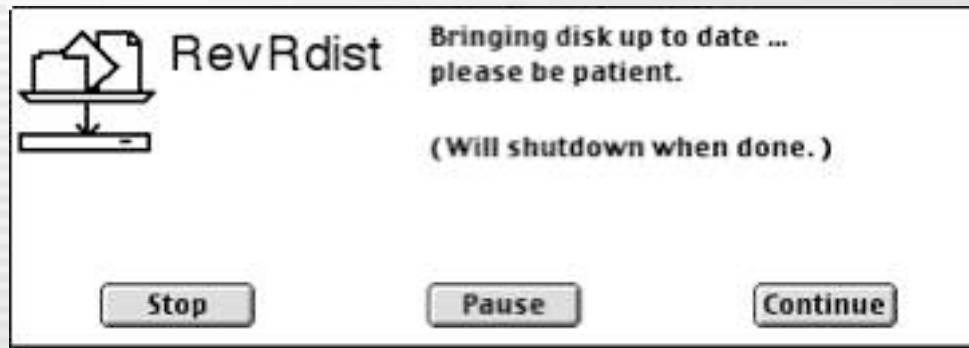 RevRdist
Bringing disk up to date ...
please be patient.
(Will shutdown when done.)
Stop
Pause
Continue